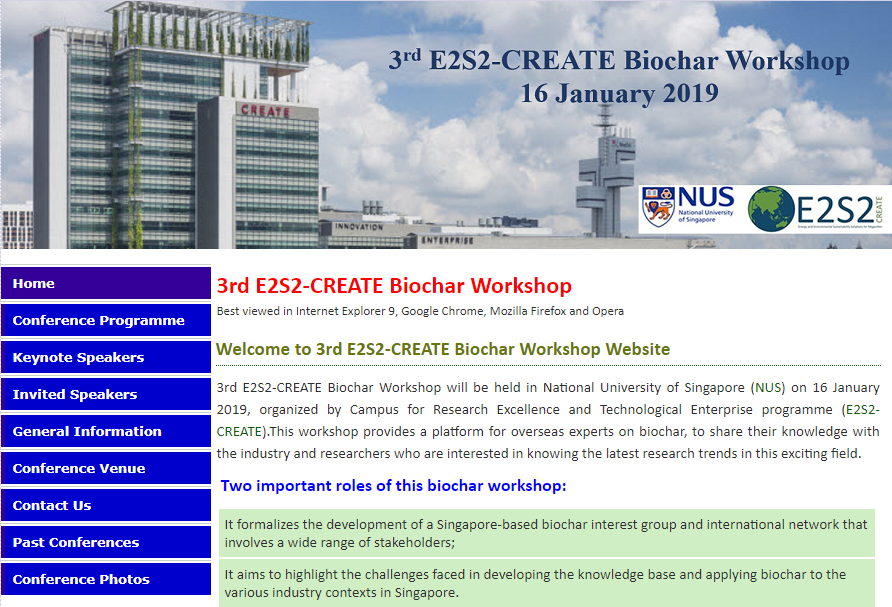 3rd E2S2-CREATE Biochar Workshop
16 January 2019
CREATE
INNOVATION
ENTERPRISE
NUS
National University
of Singapore
E2S2
CREATE
Energy and Environmental Sustainability Solutions for Megacities
Home
Conference Programme
Keynote Speakers
Invited Speakers
General Information
Conference Venue
Contact Us
Past Conferences
Conference Photos
3rd E2S2-CREATE Biochar Workshop
Best viewed in Internet Explorer 9, Google Chrome, Mozilla Firefox and Opera
Welcome to 3rd E2S2-CREATE Biochar Workshop Website
3rd E2S2-CREATE Biochar Workshop will be held in National University of Singapore (NUS) on 16 January
2019, organized by Campus for Research Excellence and Technological Enterprise programme (E2S2-
CREATE).This workshop provides a platform for overseas experts on biochar, to share their knowledge with
the industry and researchers who are interested in knowing the latest research trends in this exciting field.
Two important roles of this biochar workshop:
It formalizes the development of a Singapore-based biochar interest group and international network that
involves a wide range of stakeholders;
It aims to highlight the challenges faced in developing the knowledge base and applying biochar to the
various industry contexts in Singapore.